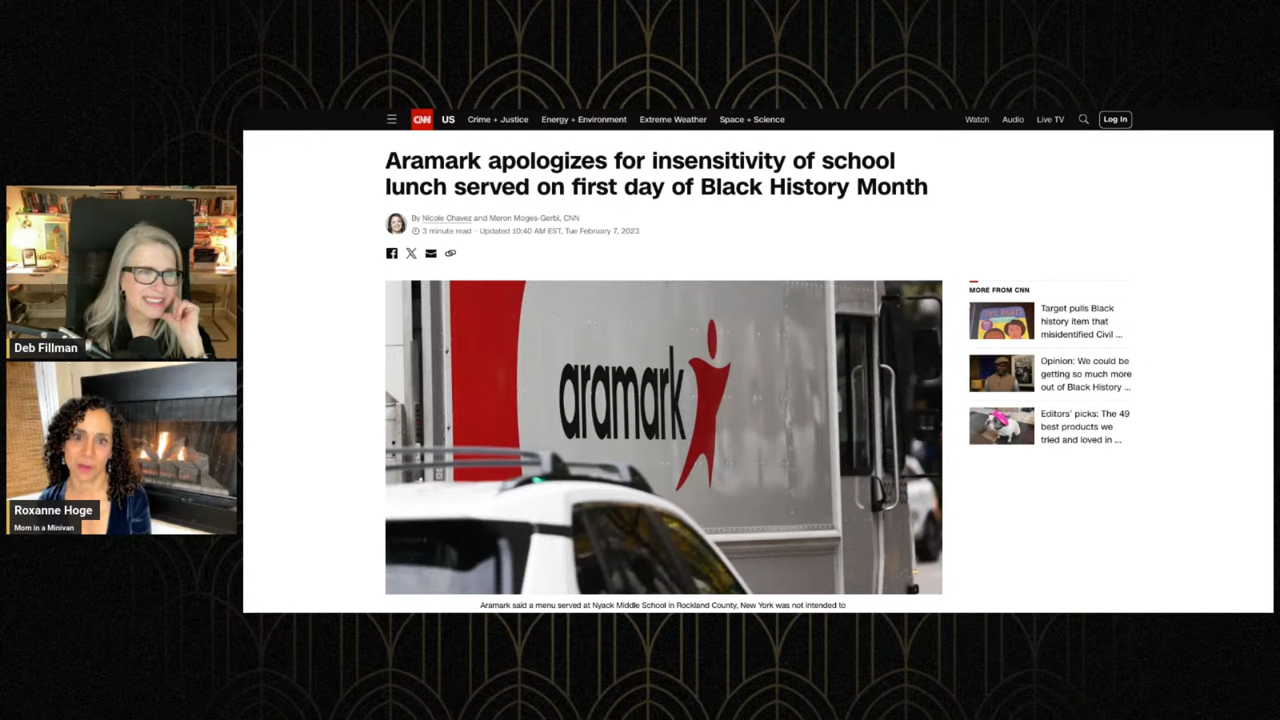 CNN US Crime + Justice Energy + Environment Extreme Weather Space + Science Watch Audio Live TV Log In
Aramark apologizes for insensitivity of school
lunch served on first day of Black History Month
By Nicole Chavez and Meron Moges-Gerbi, CNN
3 minute read · Updated 10:40 AM EST, Tue February 7, 2023
aramark
Aramark said a menu served at Nyack Middle School in Rockland County, New York was not intended to
MORE FROM CNN
Target pulls Black
history item that
misidentified Civil ...
Opinion: We could be
getting so much more
out of Black History ...
Editors' picks: The 49
best products we
tried and loved in ...
Deb Fillman
Roxanne Hoge
Mom in a Minivan